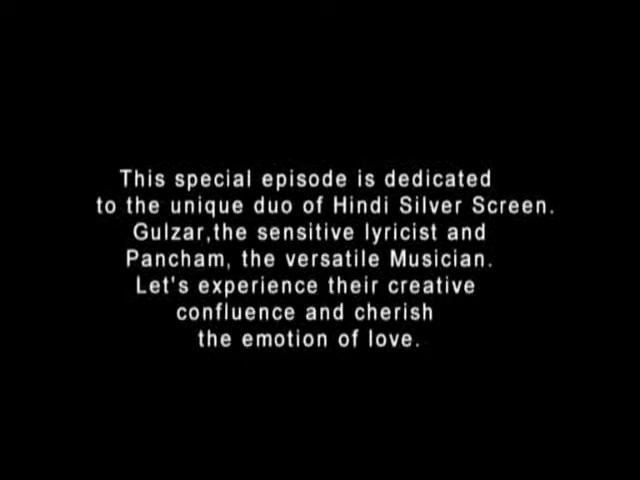 This special episode is dedicated
to the unique duo of Hindi Silver Screen.
Gulzar,the sensitive lyricist and
Pancham, the versatile Musician.
Let's experience their creative
confluence and cherish
the emotion of love.